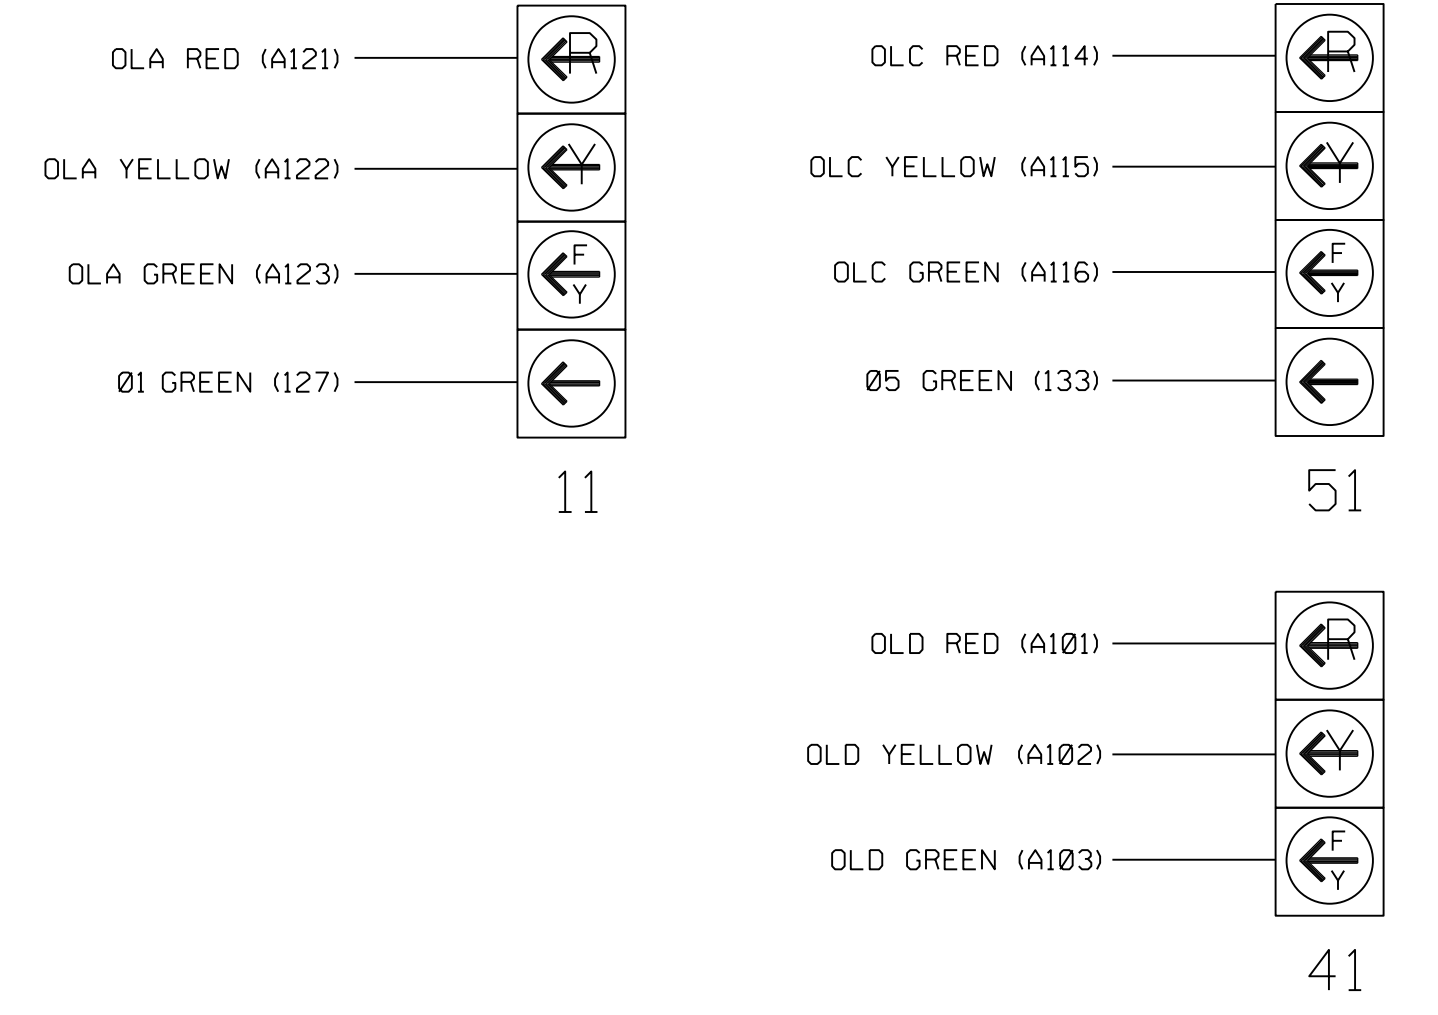 OLA RED (A121)
R
OLA YELLOW (A122)
Y
OLA GREEN (A123)
F
Y
Ø1 GREEN (127)
11
OLC RED (A114)
R
OLC YELLOW (A115)
Y
OLC GREEN (A116)
F
Y
Ø5 GREEN (133)
51
OLD RED (A1Ø1)
R
OLD YELLOW (A1Ø2)
Y
OLD GREEN (A1Ø3)
F
Y
41